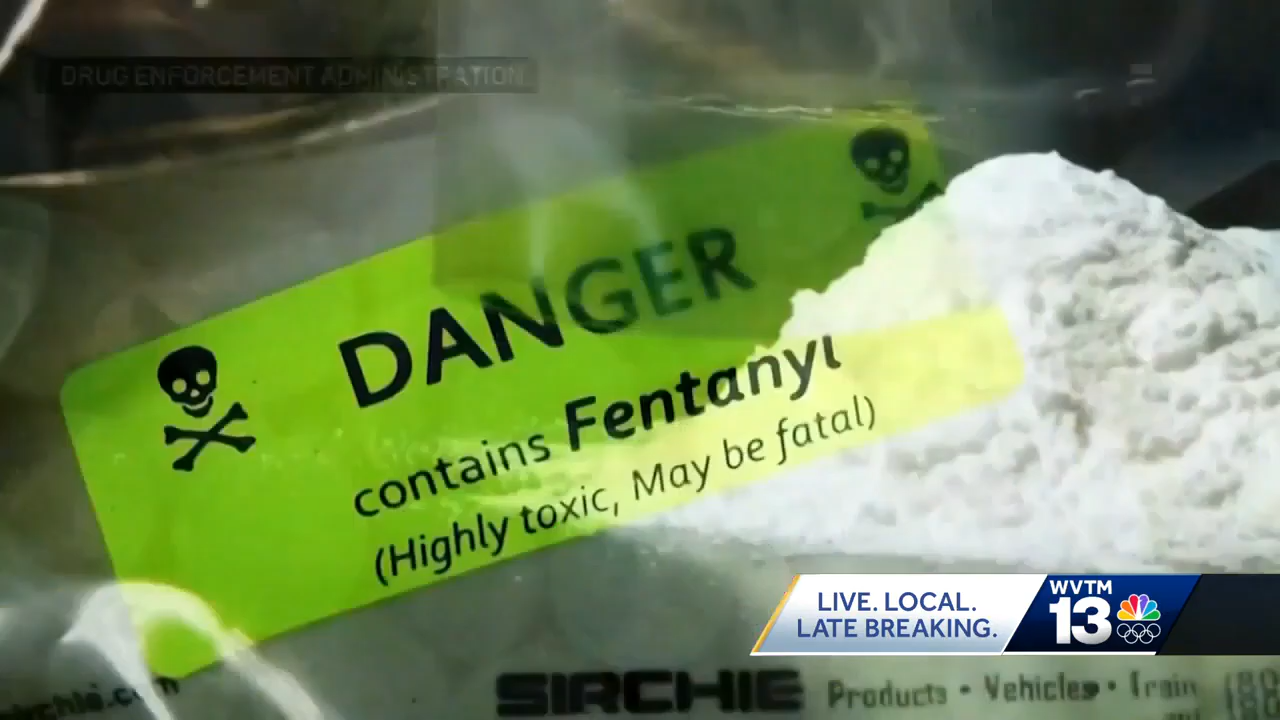 DRUG ENFORCEMENT ADMINISTRATION
DANGER
contains Fentanyl
(Highly toxic, May be fatal)
LIVE. LOCAL.
LATE BREAKING.
WVTM
13
SIRCHIE Products • Vehicles • Train